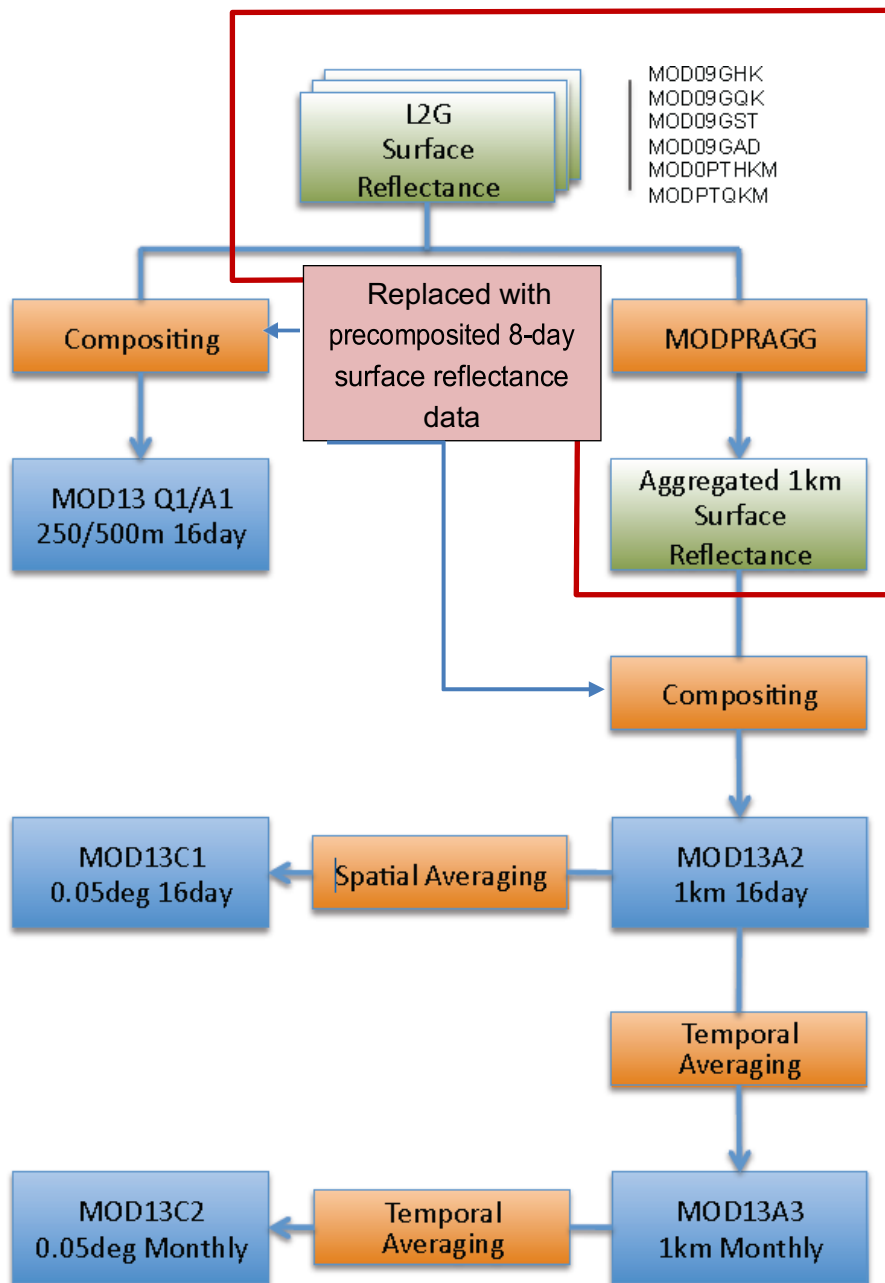 L2G
Surface
Reflectance
MOD09GHK
MOD09GQK
MOD09GST
MOD09GAD
MOD0PTHKM
MODPTQKM
Compositing
Replaced with
precomposited 8-day
surface reflectance
data
MODPRAGG
MOD13 Q1/A1
250/500m 16day
Aggregated 1km
Surface
Reflectance
Compositing
MOD13C1
0.05deg 16day
Spatial Averaging
MOD13A2
1km 16day
Temporal
Averaging
MOD13C2
0.05deg Monthly
Temporal
Averaging
MOD13A3
1km Monthly